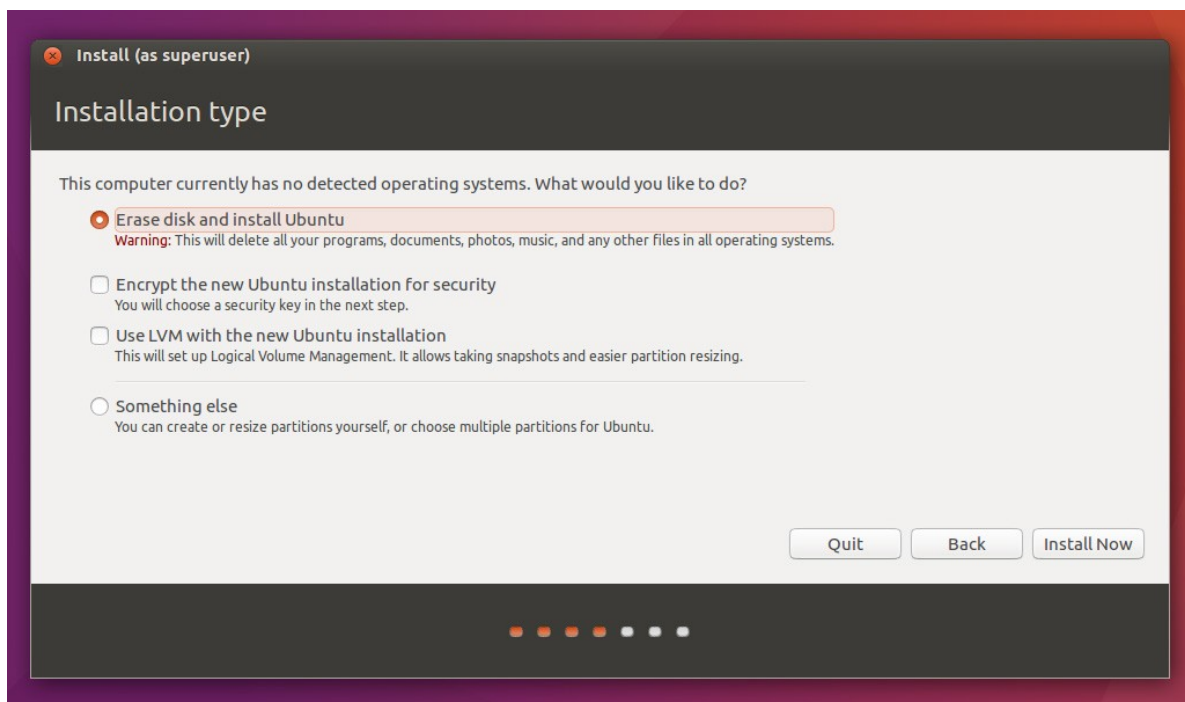 Install (as superuser)
Installation type
This computer currently has no detected operating systems. What would you like to do?
Erase disk and install Ubuntu
Warning: This will delete all your programs, documents, photos, music, and any other files in all operating systems.
Encrypt the new Ubuntu installation for security
You will choose a security key in the next step.
Use LVM with the new Ubuntu installation
This will set up Logical Volume Management. It allows taking snapshots and easier partition resizing.
Something else
You can create or resize partitions yourself, or choose multiple partitions for Ubuntu.
Quit Back Install Now